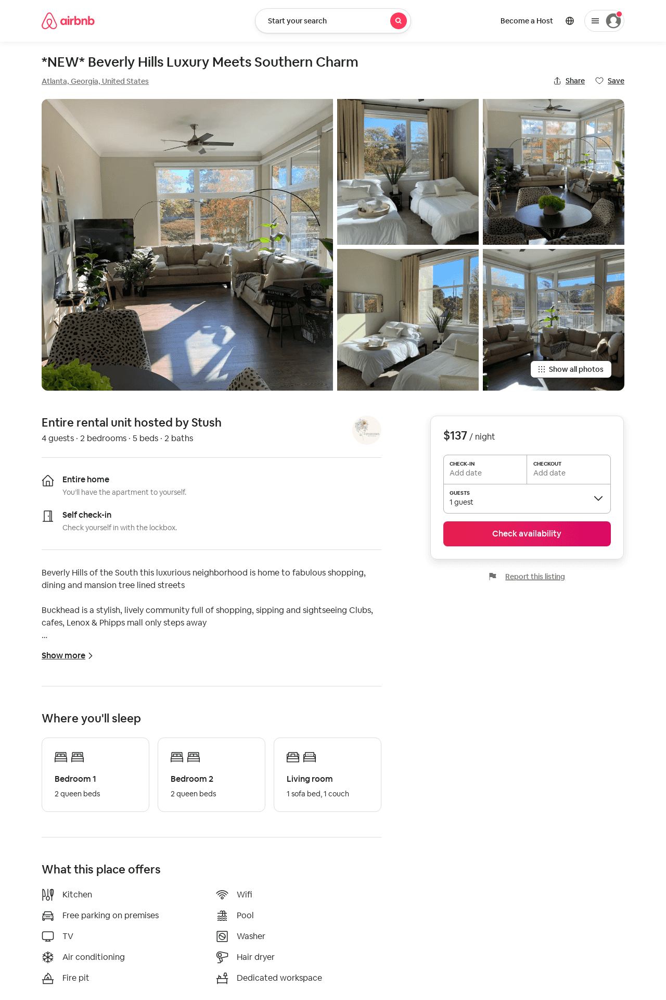 airbnb
Start your search
Become a Host
*NEW* Beverly Hills Luxury Meets Southern Charm
Atlanta, Georgia, United States
Share
Save
BARNEYS
Show all photos
Entire rental unit hosted by Stush
4 guests · 2 bedrooms · 5 beds · 2 baths
$137 / night
CHECK-IN
Add date
CHECKOUT
Add date
GUESTS
1 guest
Check availability
Report this listing
Entire home
You’ll have the apartment to yourself.
Self check-in
Check yourself in with the lockbox.
Beverly Hills of the South this luxurious neighborhood is home to fabulous shopping,
dining and mansion tree lined streets
Buckhead is a stylish, lively community full of shopping, sipping and sightseeing Clubs,
cafes, Lenox & Phipps mall only steps away
...
Show more
Where you'll sleep
Bedroom 1
2 queen beds
Bedroom 2
2 queen beds
Living room
1 sofa bed, 1 couch
What this place offers
Kitchen
Wifi
Free parking on premises
Pool
TV
Washer
Air conditioning
Hair dryer
Fire pit
Dedicated workspace